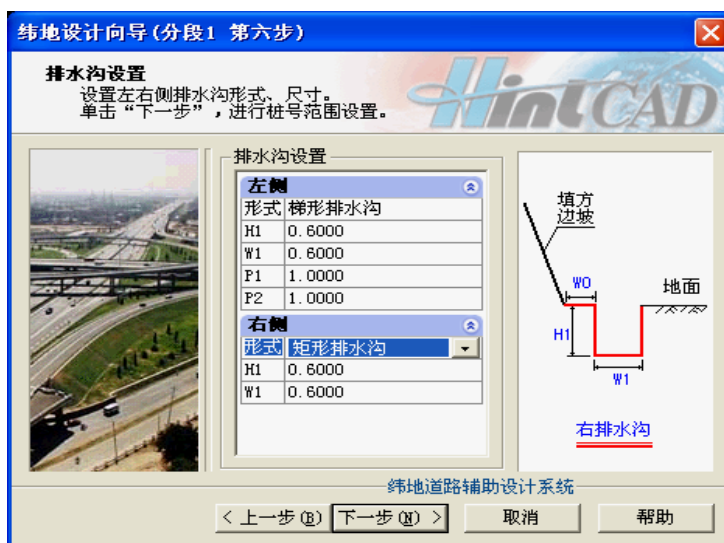 纬地设计向导(分段1 第六步)
排水沟设置
设置左右侧排水沟形式、尺寸。
单击“下一步”,进行桩号范围设置。
HintCAD
排水沟设置
左侧
形式 梯形排水沟
H1 0.6000
W1 0.6000
P1 1.0000
P2 1.0000
右侧
形式 矩形排水沟
H1 0.6000
W1 0.6000
填方
边坡
W0
地面
H1
W1
右排水沟
纬地道路辅助设计系统
< 上一步(B)
下一步(N) >
取消
帮助